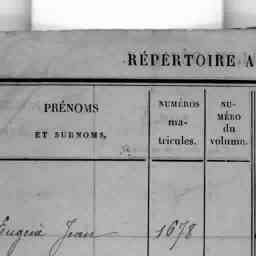 RÉPERTOIRE A
PRÉNOMS
ET SURNOMS,
NUMÉROS
ma-
tricules.
NU-
MÉRO
du
volume.
Jean
1678